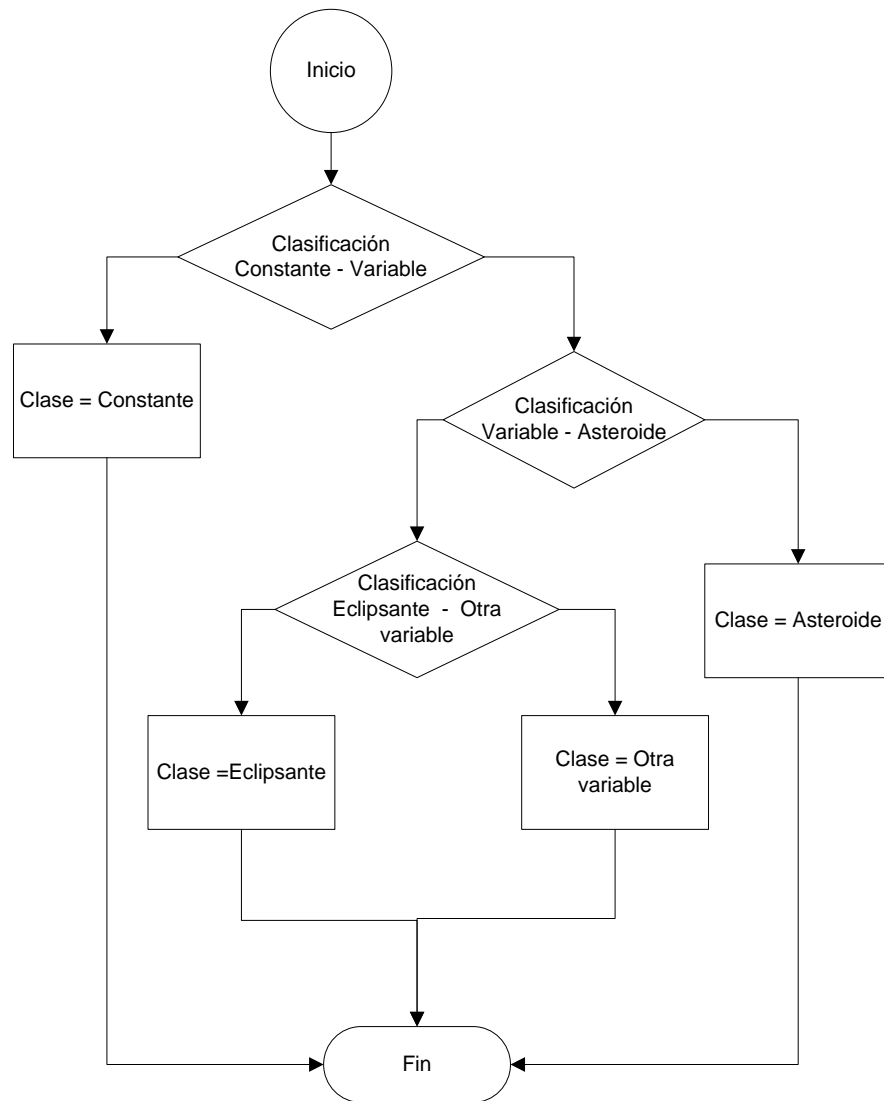 Inicio
Clasificación
Constante - Variable
Clase = Constante
Clasificación
Variable - Asteroide
Clasificación
Eclipsante - Otra
variable
Clase = Asteroide
Clase =Eclipsante
Clase = Otra
variable
Fin